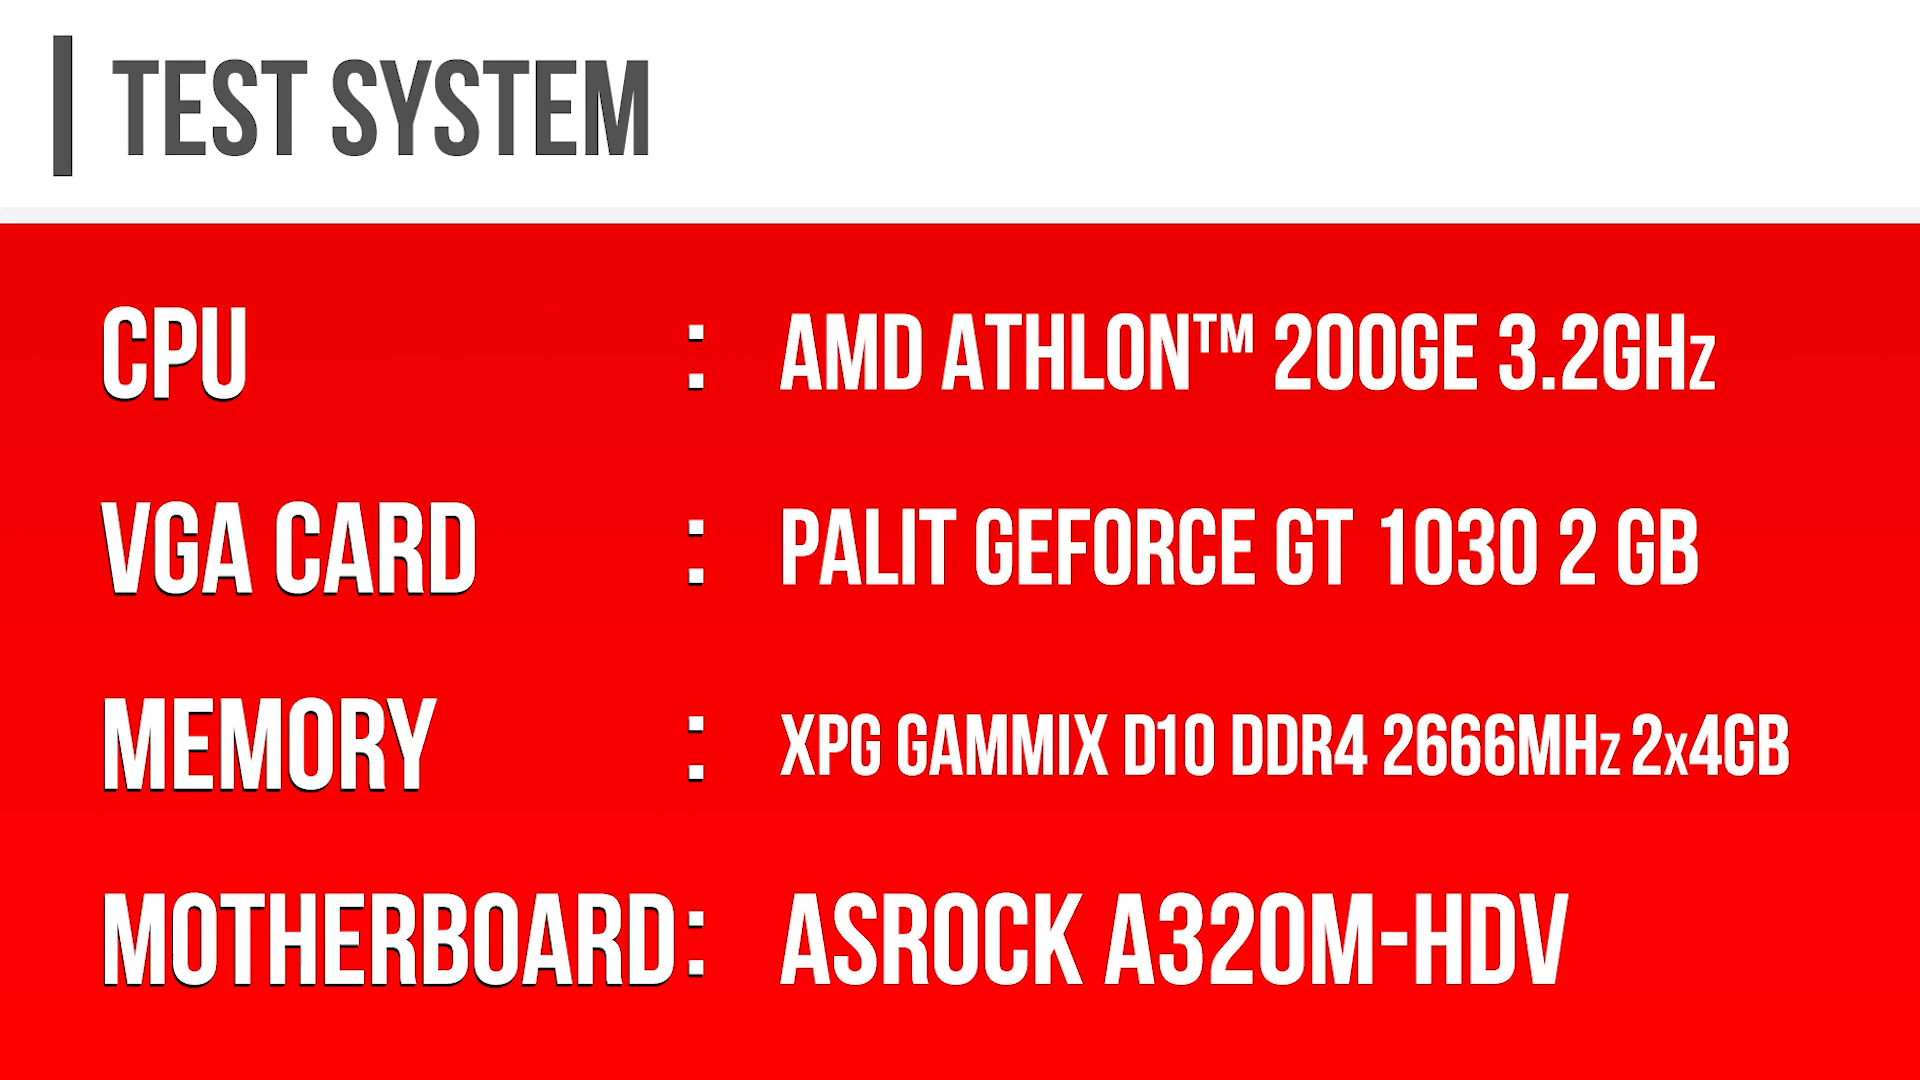 TEST SYSTEM
CPU : AMD ATHLON™ 200GE 3.2GHz
VGA CARD : PALIT GEFORCE GT 1030 2 GB
MEMORY : XPG GAMMIX D10 DDR4 2666MHz 2x4GB
MOTHERBOARD : ASROCK A320M-HDV